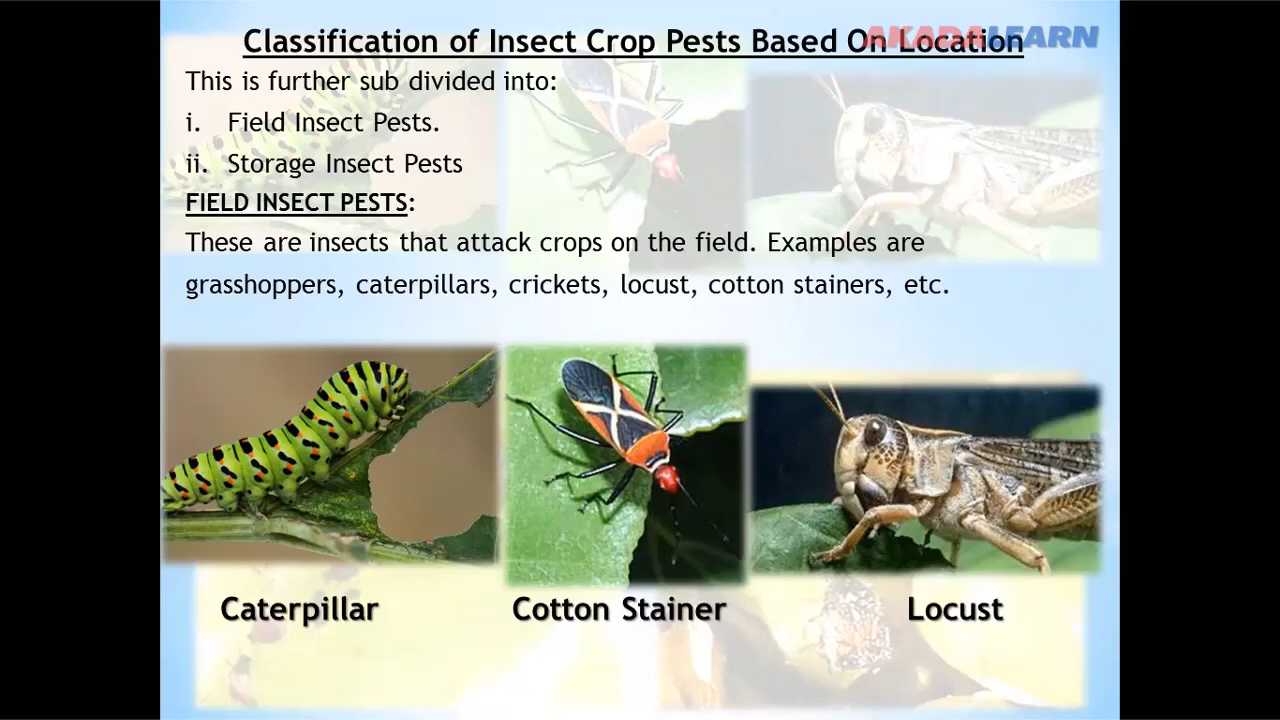 AKADALEARN
Classification of Insect Crop Pests Based On Location
This is further sub divided into:
i. Field Insect Pests.
ii. Storage Insect Pests
FIELD INSECT PESTS:
These are insects that attack crops on the field. Examples are
grasshoppers, caterpillars, crickets, locust, cotton stainers, etc.
Caterpillar
Cotton Stainer
Locust